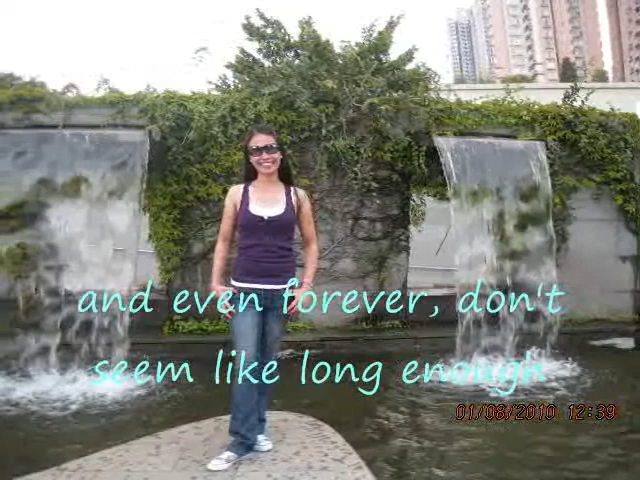 and even forever, don't
seem like long enough
01/08/2010 12:39